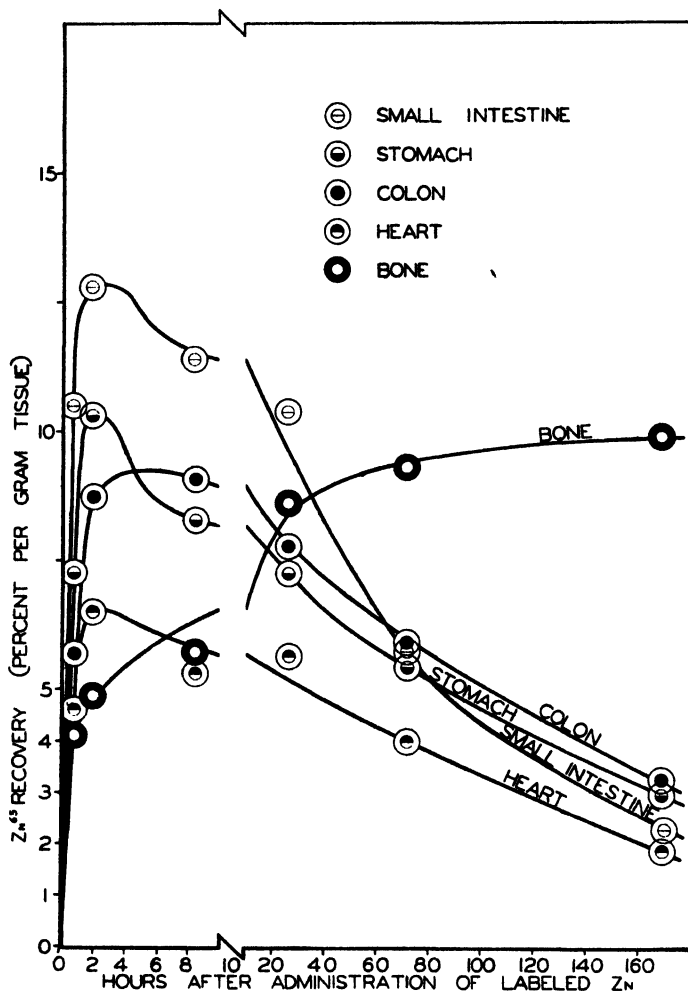 SMALL INTESTINE
STOMACH
COLON
HEART
BONE
15
10
5
4
3
2
1
0
ZN⁶⁵ RECOVERY (PERCENT PER GRAM TISSUE)
BONE
STOMACH
COLON
SMALL INTESTINE
HEART
0 2 4 6 8 10 20 40 60 80 100 120 140 160
HOURS AFTER ADMINISTRATION OF LABELED ZN